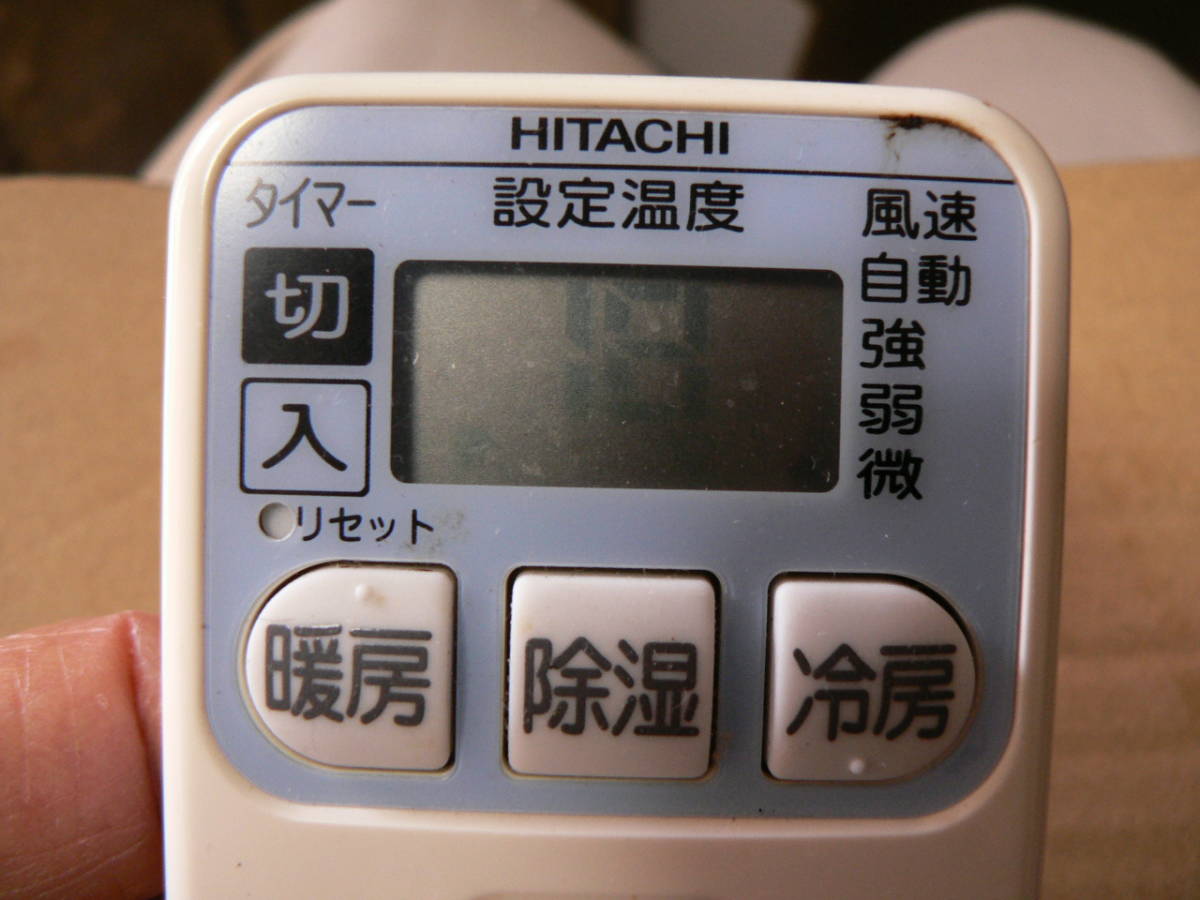 HITACHI
タイマー
設定温度
風速
切
自動
強
入
弱
微
リセット
暖房
除湿
冷房